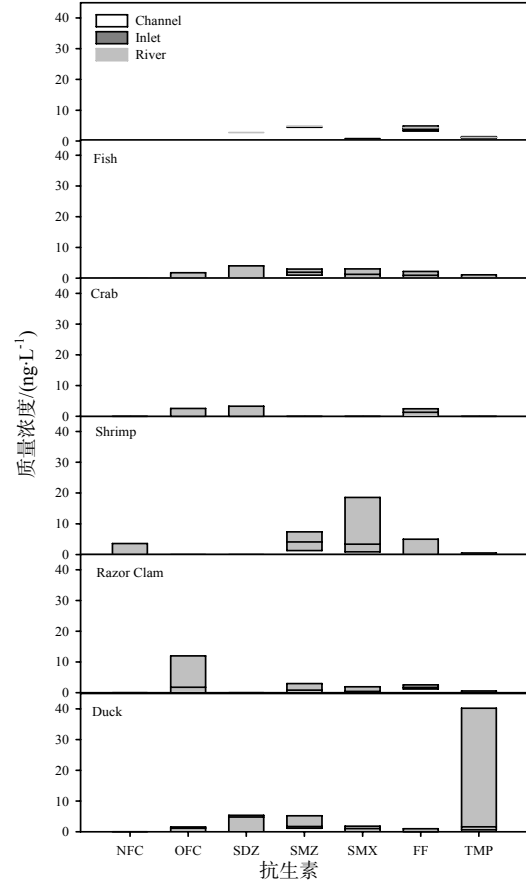 40
Channel
Inlet
30
River
20
10
0
40
Fish
30
20
10
0
40
Crab
30
20
10
0
40
Shrimp
30
20
10
0
40
Razor Clam
30
20
10
0
40
Duck
30
20
10
0
质量浓度/(ng·L⁻¹)
NFC OFC SDZ SMZ SMX FF TMP
抗生素